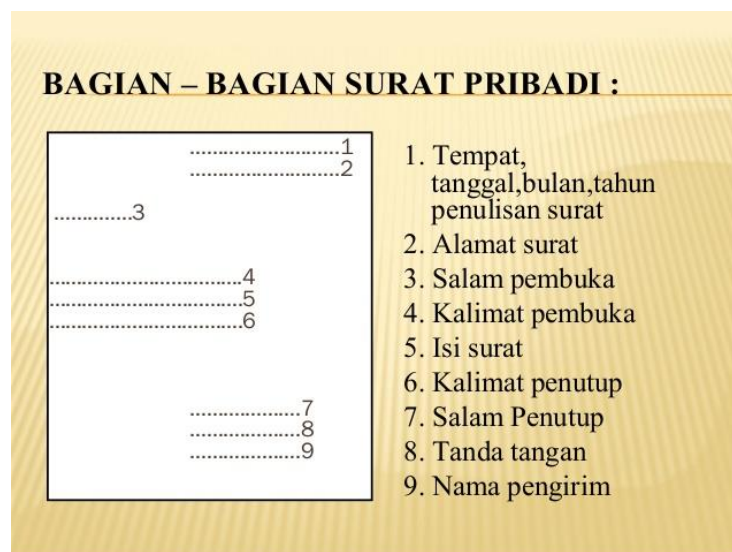 BAGIAN – BAGIAN SURAT PRIBADI :
...........................1
...........................2
..............3
...................................4
...................................5
...................................6
....................7
....................8
....................9
1. Tempat,
tanggal,bulan,tahun
penulisan surat
2. Alamat surat
3. Salam pembuka
4. Kalimat pembuka
5. Isi surat
6. Kalimat penutup
7. Salam Penutup
8. Tanda tangan
9. Nama pengirim